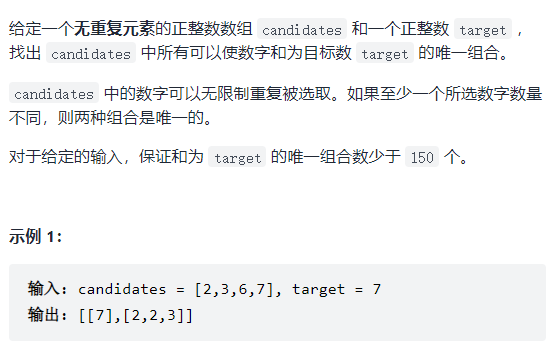 给定一个无重复元素的正整数数组 candidates 和一个正整数 target ，
找出 candidates 中所有可以使数字和为目标数 target 的唯一组合。
candidates 中的数字可以无限制重复被选取。如果至少一个所选数字数量
不同，则两种组合是唯一的。
对于给定的输入，保证和为 target 的唯一组合数少于 150 个。
示例 1：
输入：candidates = [2,3,6,7], target = 7
输出：[[7],[2,2,3]]